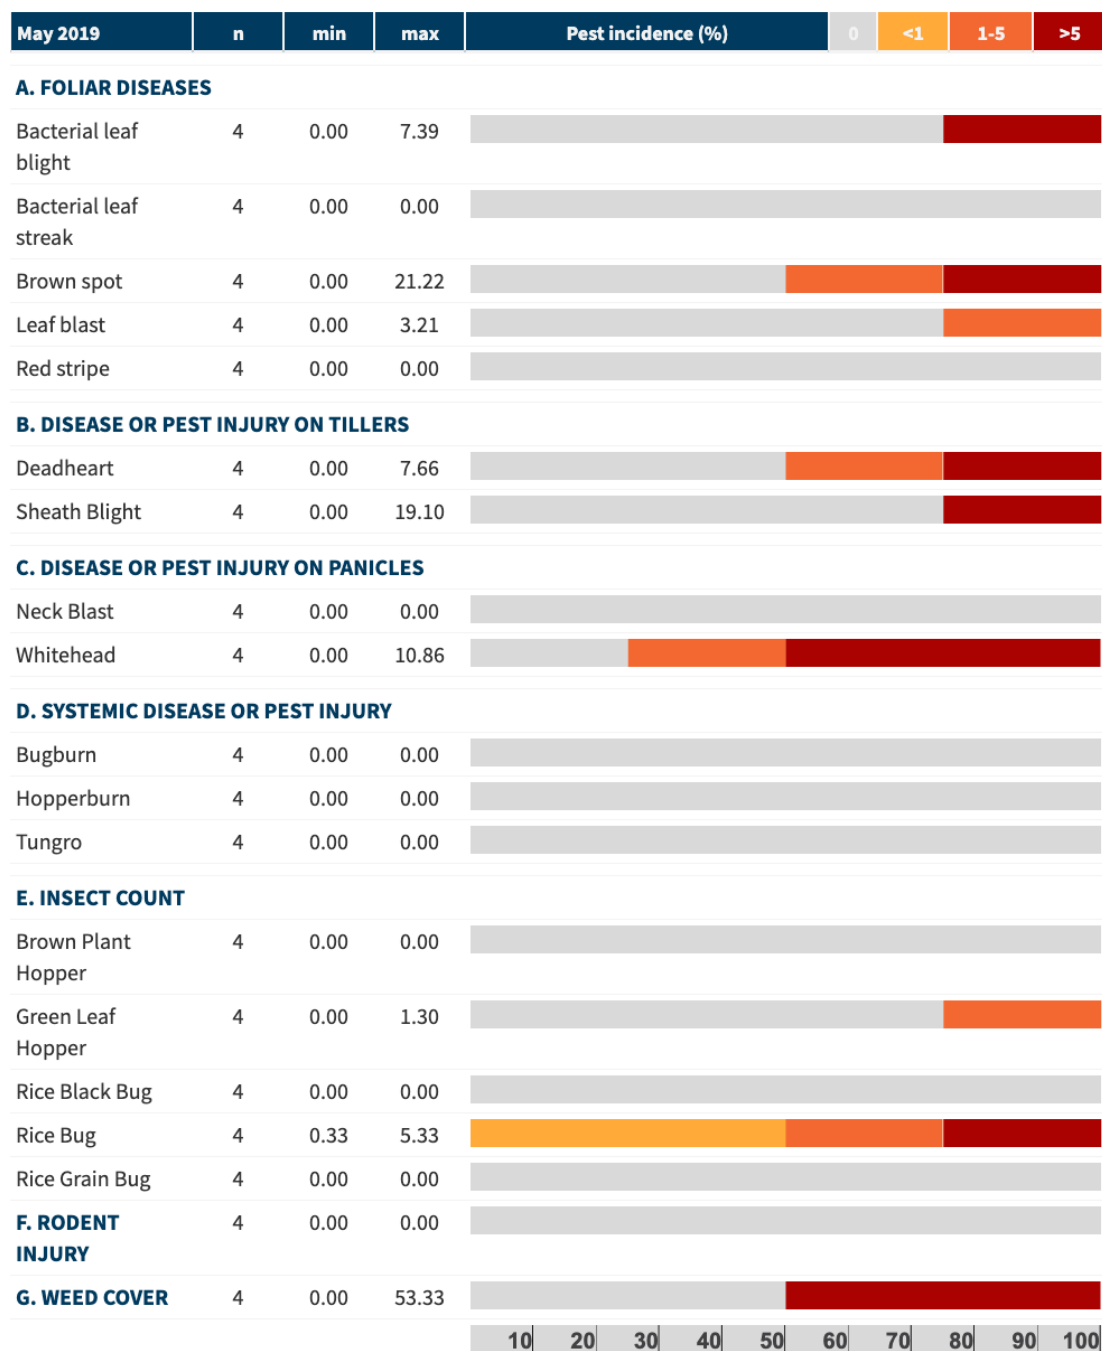 May 2019 n min max Pest incidence (%) 0 <1 1-5 >5
A. FOLIAR DISEASES
Bacterial leaf 4 0.00 7.39
blight
Bacterial leaf 4 0.00 0.00
streak
Brown spot 4 0.00 21.22
Leaf blast 4 0.00 3.21
Red stripe 4 0.00 0.00
B. DISEASE OR PEST INJURY ON TILLERS
Deadheart 4 0.00 7.66
Sheath Blight 4 0.00 19.10
C. DISEASE OR PEST INJURY ON PANICLES
Neck Blast 4 0.00 0.00
Whitehead 4 0.00 10.86
D. SYSTEMIC DISEASE OR PEST INJURY
Bugburn 4 0.00 0.00
Hopperburn 4 0.00 0.00
Tungro 4 0.00 0.00
E. INSECT COUNT
Brown Plant 4 0.00 0.00
Hopper
Green Leaf 4 0.00 1.30
Hopper
Rice Black Bug 4 0.00 0.00
Rice Bug 4 0.33 5.33
Rice Grain Bug 4 0.00 0.00
F. RODENT 4 0.00 0.00
INJURY
G. WEED COVER 4 0.00 53.33
10 20 30 40 50 60 70 80 90 100